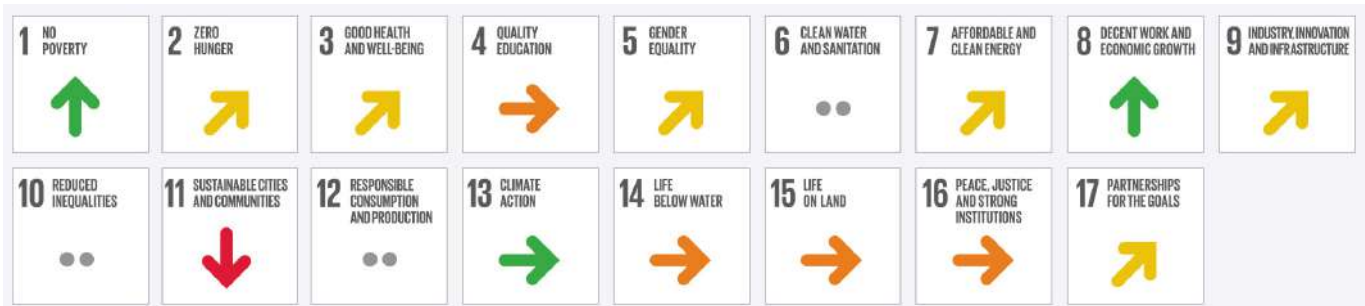 1 NO
POVERTY
2 ZERO
HUNGER
3 GOOD HEALTH
AND WELL-BEING
4 QUALITY
EDUCATION
5 GENDER
EQUALITY
6 CLEAN WATER
AND SANITATION
7 AFFORDABLE AND
CLEAN ENERGY
8 DECENT WORK AND
ECONOMIC GROWTH
9 INDUSTRY, INNOVATION
AND INFRASTRUCTURE
10 REDUCED
INEQUALITIES
11 SUSTAINABLE CITIES
AND COMMUNITIES
12 RESPONSIBLE
CONSUMPTION
AND PRODUCTION
13 CLIMATE
ACTION
14 LIFE
BELOW WATER
15 LIFE
ON LAND
16 PEACE, JUSTICE
AND STRONG
INSTITUTIONS
17 PARTNERSHIPS
FOR THE GOALS